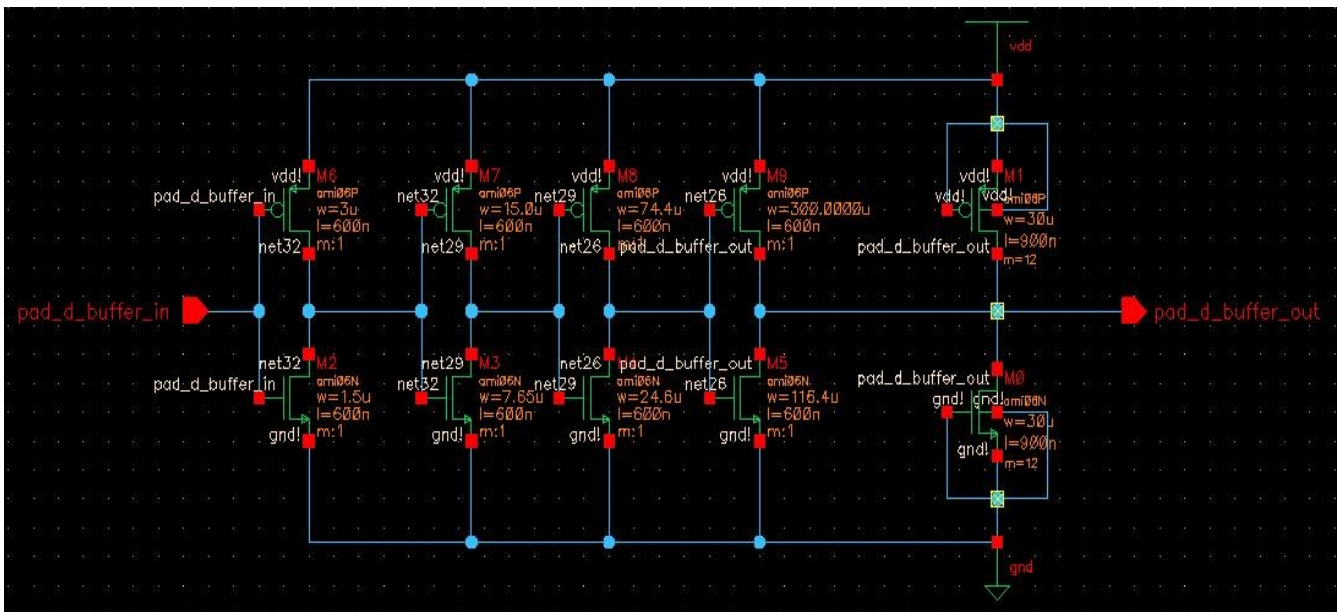 vdd
vdd!
M6
ami06P
w=3u
l=600n
m:1
pad_d_buffer_in
net32
vdd!
M7
ami06P
w=15.0u
l=600n
m:1
net32
net29
vdd!
M8
ami06P
w=74.4u
l=600n
net29
net26
vdd!
M9
ami06P
w=300.0000u
l=600n
m:1
net26
pad_d_buffer_out
vdd!
M1
vdd!
vdd!
ami06P
w=30u
l=900n
m=12
pad_d_buffer_out
pad_d_buffer_in
pad_d_buffer_out
net32
M2
pad_d_buffer_in
ami06N
w=1.5u
l=600n
m:1
gnd!
net29
M3
net32
ami06N
w=7.65u
l=600n
m:1
gnd!
net26
net29
ami06N
w=24.6u
l=600n
m:1
gnd!
pad_d_buffer_out
M5
net26
ami06N
w=116.4u
l=600n
m:1
gnd!
pad_d_buffer_out
M0
gnd!
gnd!
ami06N
w=30u
l=900n
m=12
gnd!
gnd